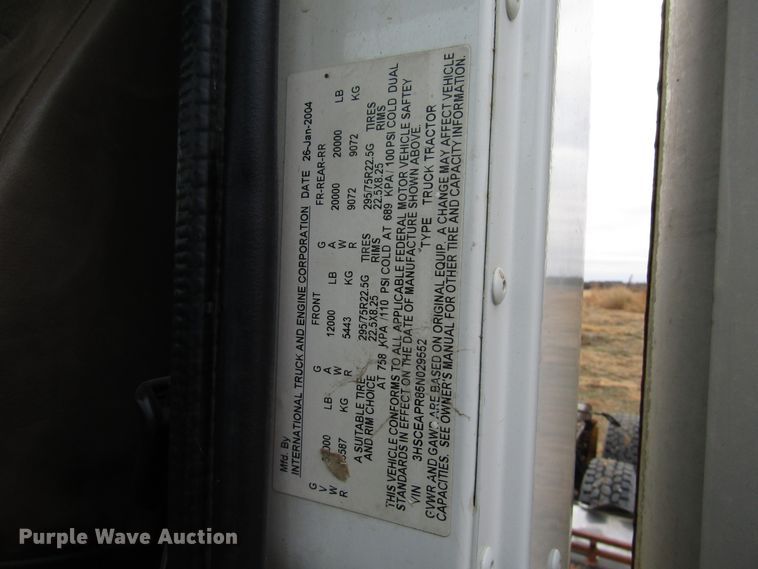 Mfd. By
INTERNATIONAL TRUCK AND ENGINE CORPORATION DATE 26-Jan-2004
G FRONT G FR-REAR-RR
V 000 LB A 12000 LB A 20000 20000 LB
W KG W W
R 587 R 5443 KG R 9072 9072 KG
A SUITABLE TIRE 295/75R22.5G TIRES 295/75R22.5G TIRES
AND RIM CHOICE 22.5X8.25 RIMS 22.5X8.25 RIMS
AT 758 KPA /110 PSI COLD AT 689 KPA / 100 PSI COLD DUAL
THIS VEHICLE CONFORMS TO ALL APPLICABLE FEDERAL MOTOR VEHICLE SAFTEY
STANDARDS IN EFFECT ON THE DATE OF MANUFACTURE SHOWN ABOVE.
VIN 3HSCEAPR85N029552 TYPE TRUCK TRACTOR
GVWR AND GAWC ARE BASED ON ORIGINAL EQUIP. A CHANGE MAY AFFECT VEHICLE
CAPACITIES. SEE OWNER'S MANUAL FOR OTHER TIRE AND CAPACITY INFORMATION.
Purple Wave Auction